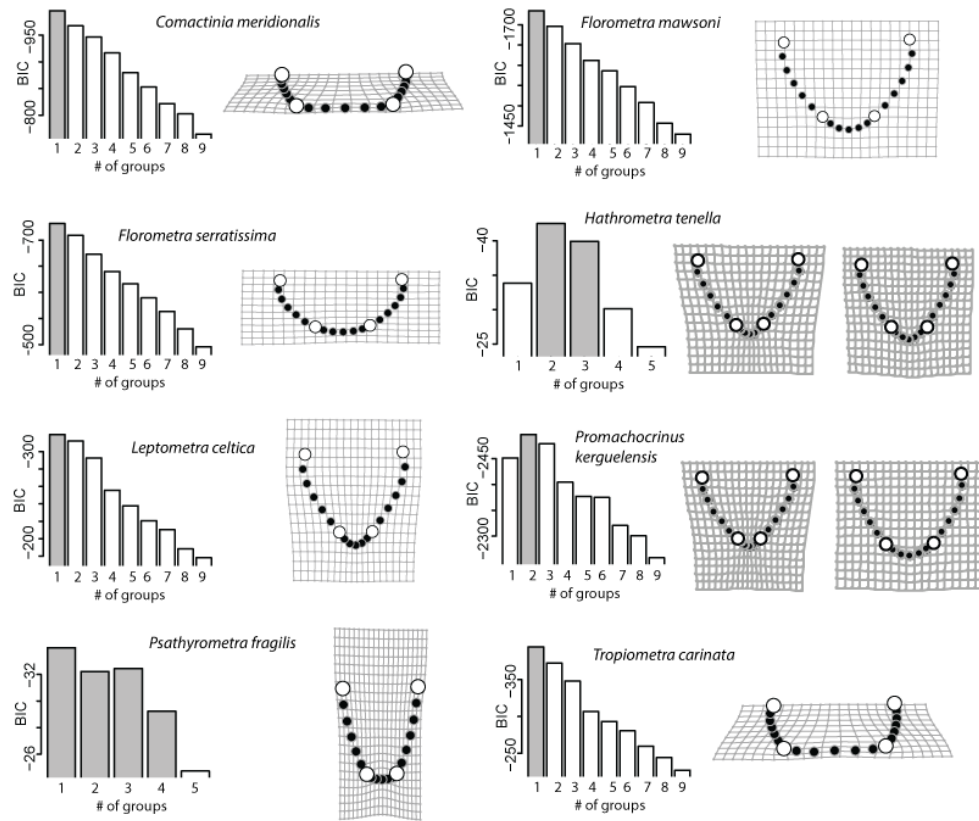 Comactinia meridionalis
BIC
-950
-800
1 2 3 4 5 6 7 8 9
# of groups
Florometra mawsoni
BIC
-1700
-1450
1 2 3 4 5 6 7 8 9
# of groups
Florometra serratissima
BIC
-700
-500
1 2 3 4 5 6 7 8 9
# of groups
Hathrometra tenella
BIC
-40
-25
1 2 3 4 5
# of groups
Leptometra celtica
BIC
-300
-200
1 2 3 4 5 6 7 8 9
# of groups
Promachocrinus
kerguelensis
BIC
-2450
-2300
1 2 3 4 5 6 7 8 9
# of groups
Psathyrometra fragilis
BIC
-32
-26
1 2 3 4 5
# of groups
Tropiometra carinata
BIC
-350
-250
1 2 3 4 5 6 7 8 9
# of groups